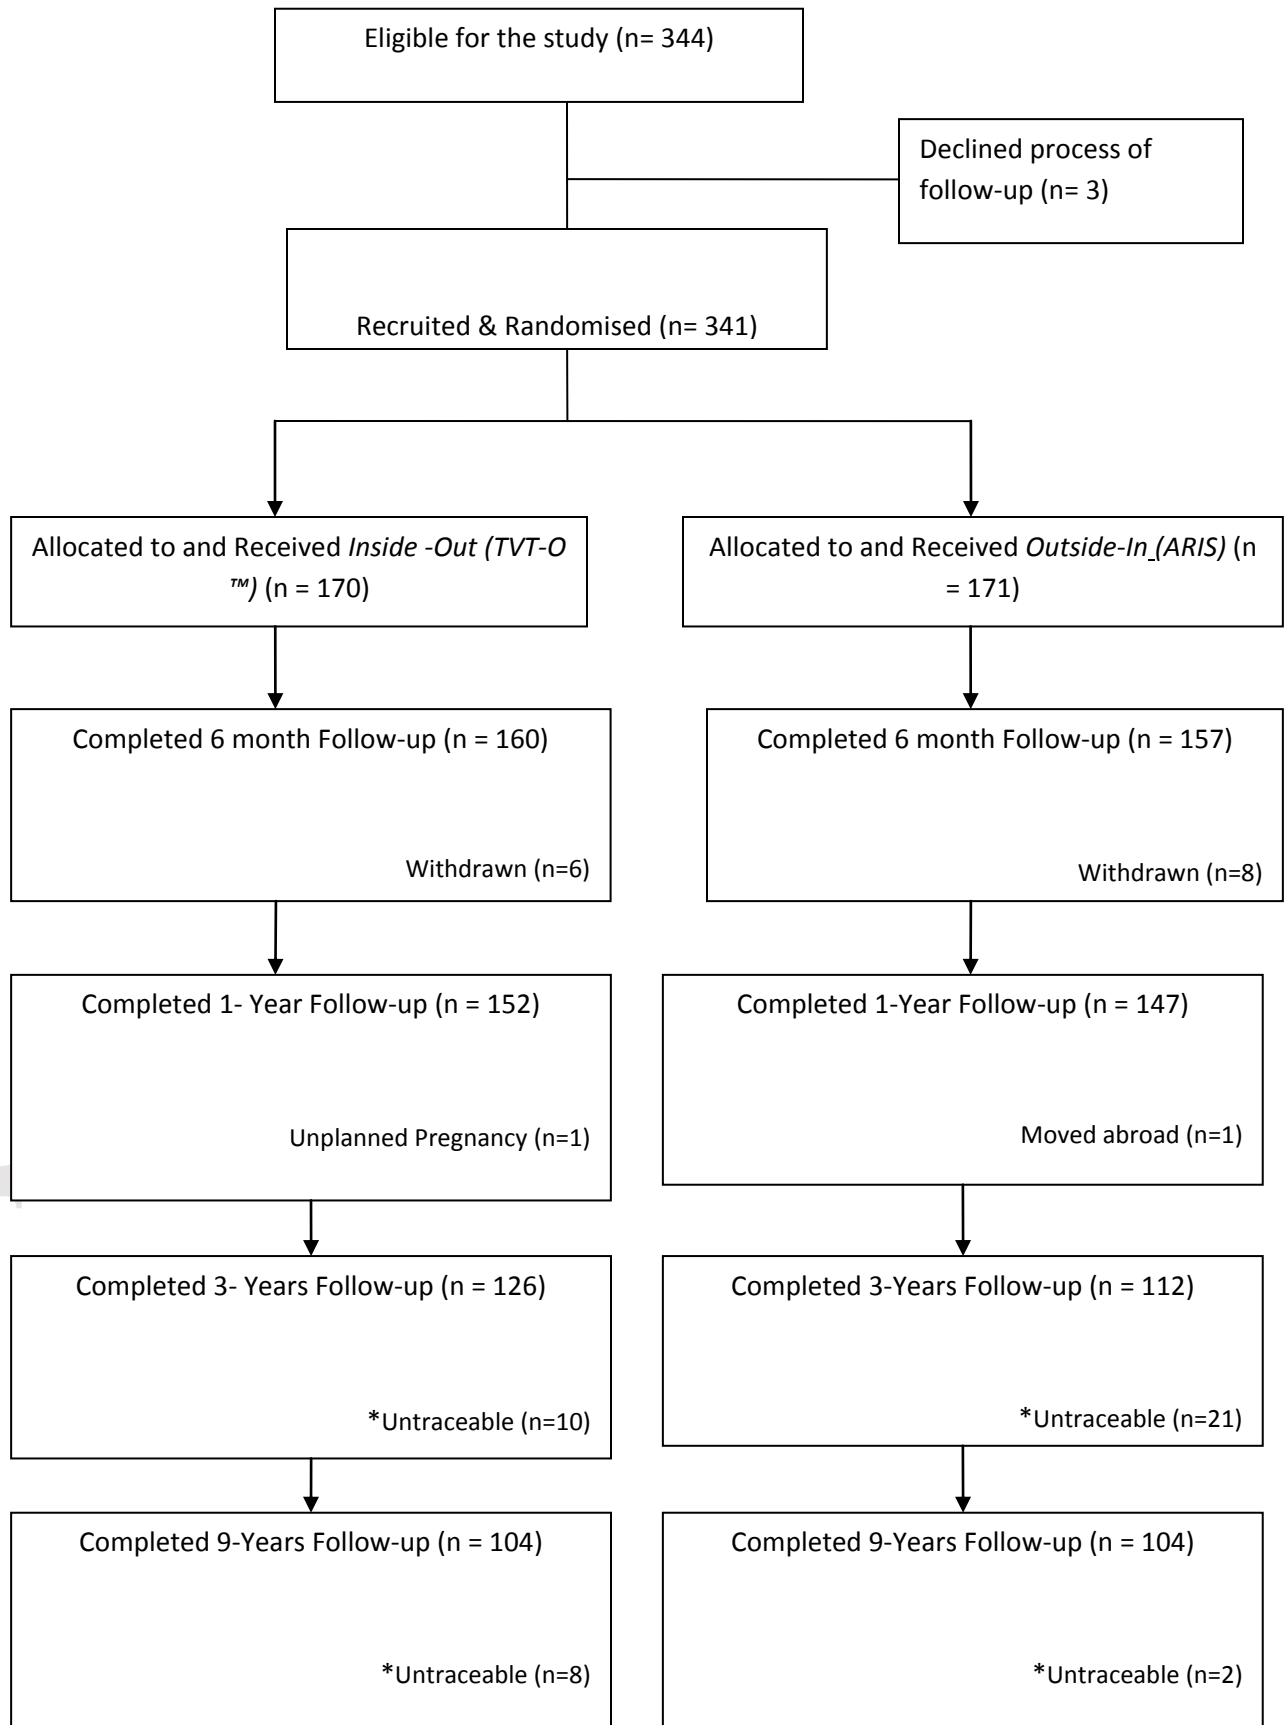 Eligible for the study (n= 344)
Declined process of
follow-up (n= 3)
Recruited & Randomised (n= 341)
Allocated to and Received Inside -Out (TVT-O
™) (n = 170)
Allocated to and Received Outside-In (ARIS) (n
= 171)
Completed 6 month Follow-up (n = 160)
Withdrawn (n=6)
Completed 6 month Follow-up (n = 157)
Withdrawn (n=8)
Completed 1- Year Follow-up (n = 152)
Unplanned Pregnancy (n=1)
Completed 1-Year Follow-up (n = 147)
Moved abroad (n=1)
Completed 3- Years Follow-up (n = 126)
*Untraceable (n=10)
Completed 3-Years Follow-up (n = 112)
*Untraceable (n=21)
Completed 9-Years Follow-up (n = 104)
*Untraceable (n=8)
Completed 9-Years Follow-up (n = 104)
*Untraceable (n=2)